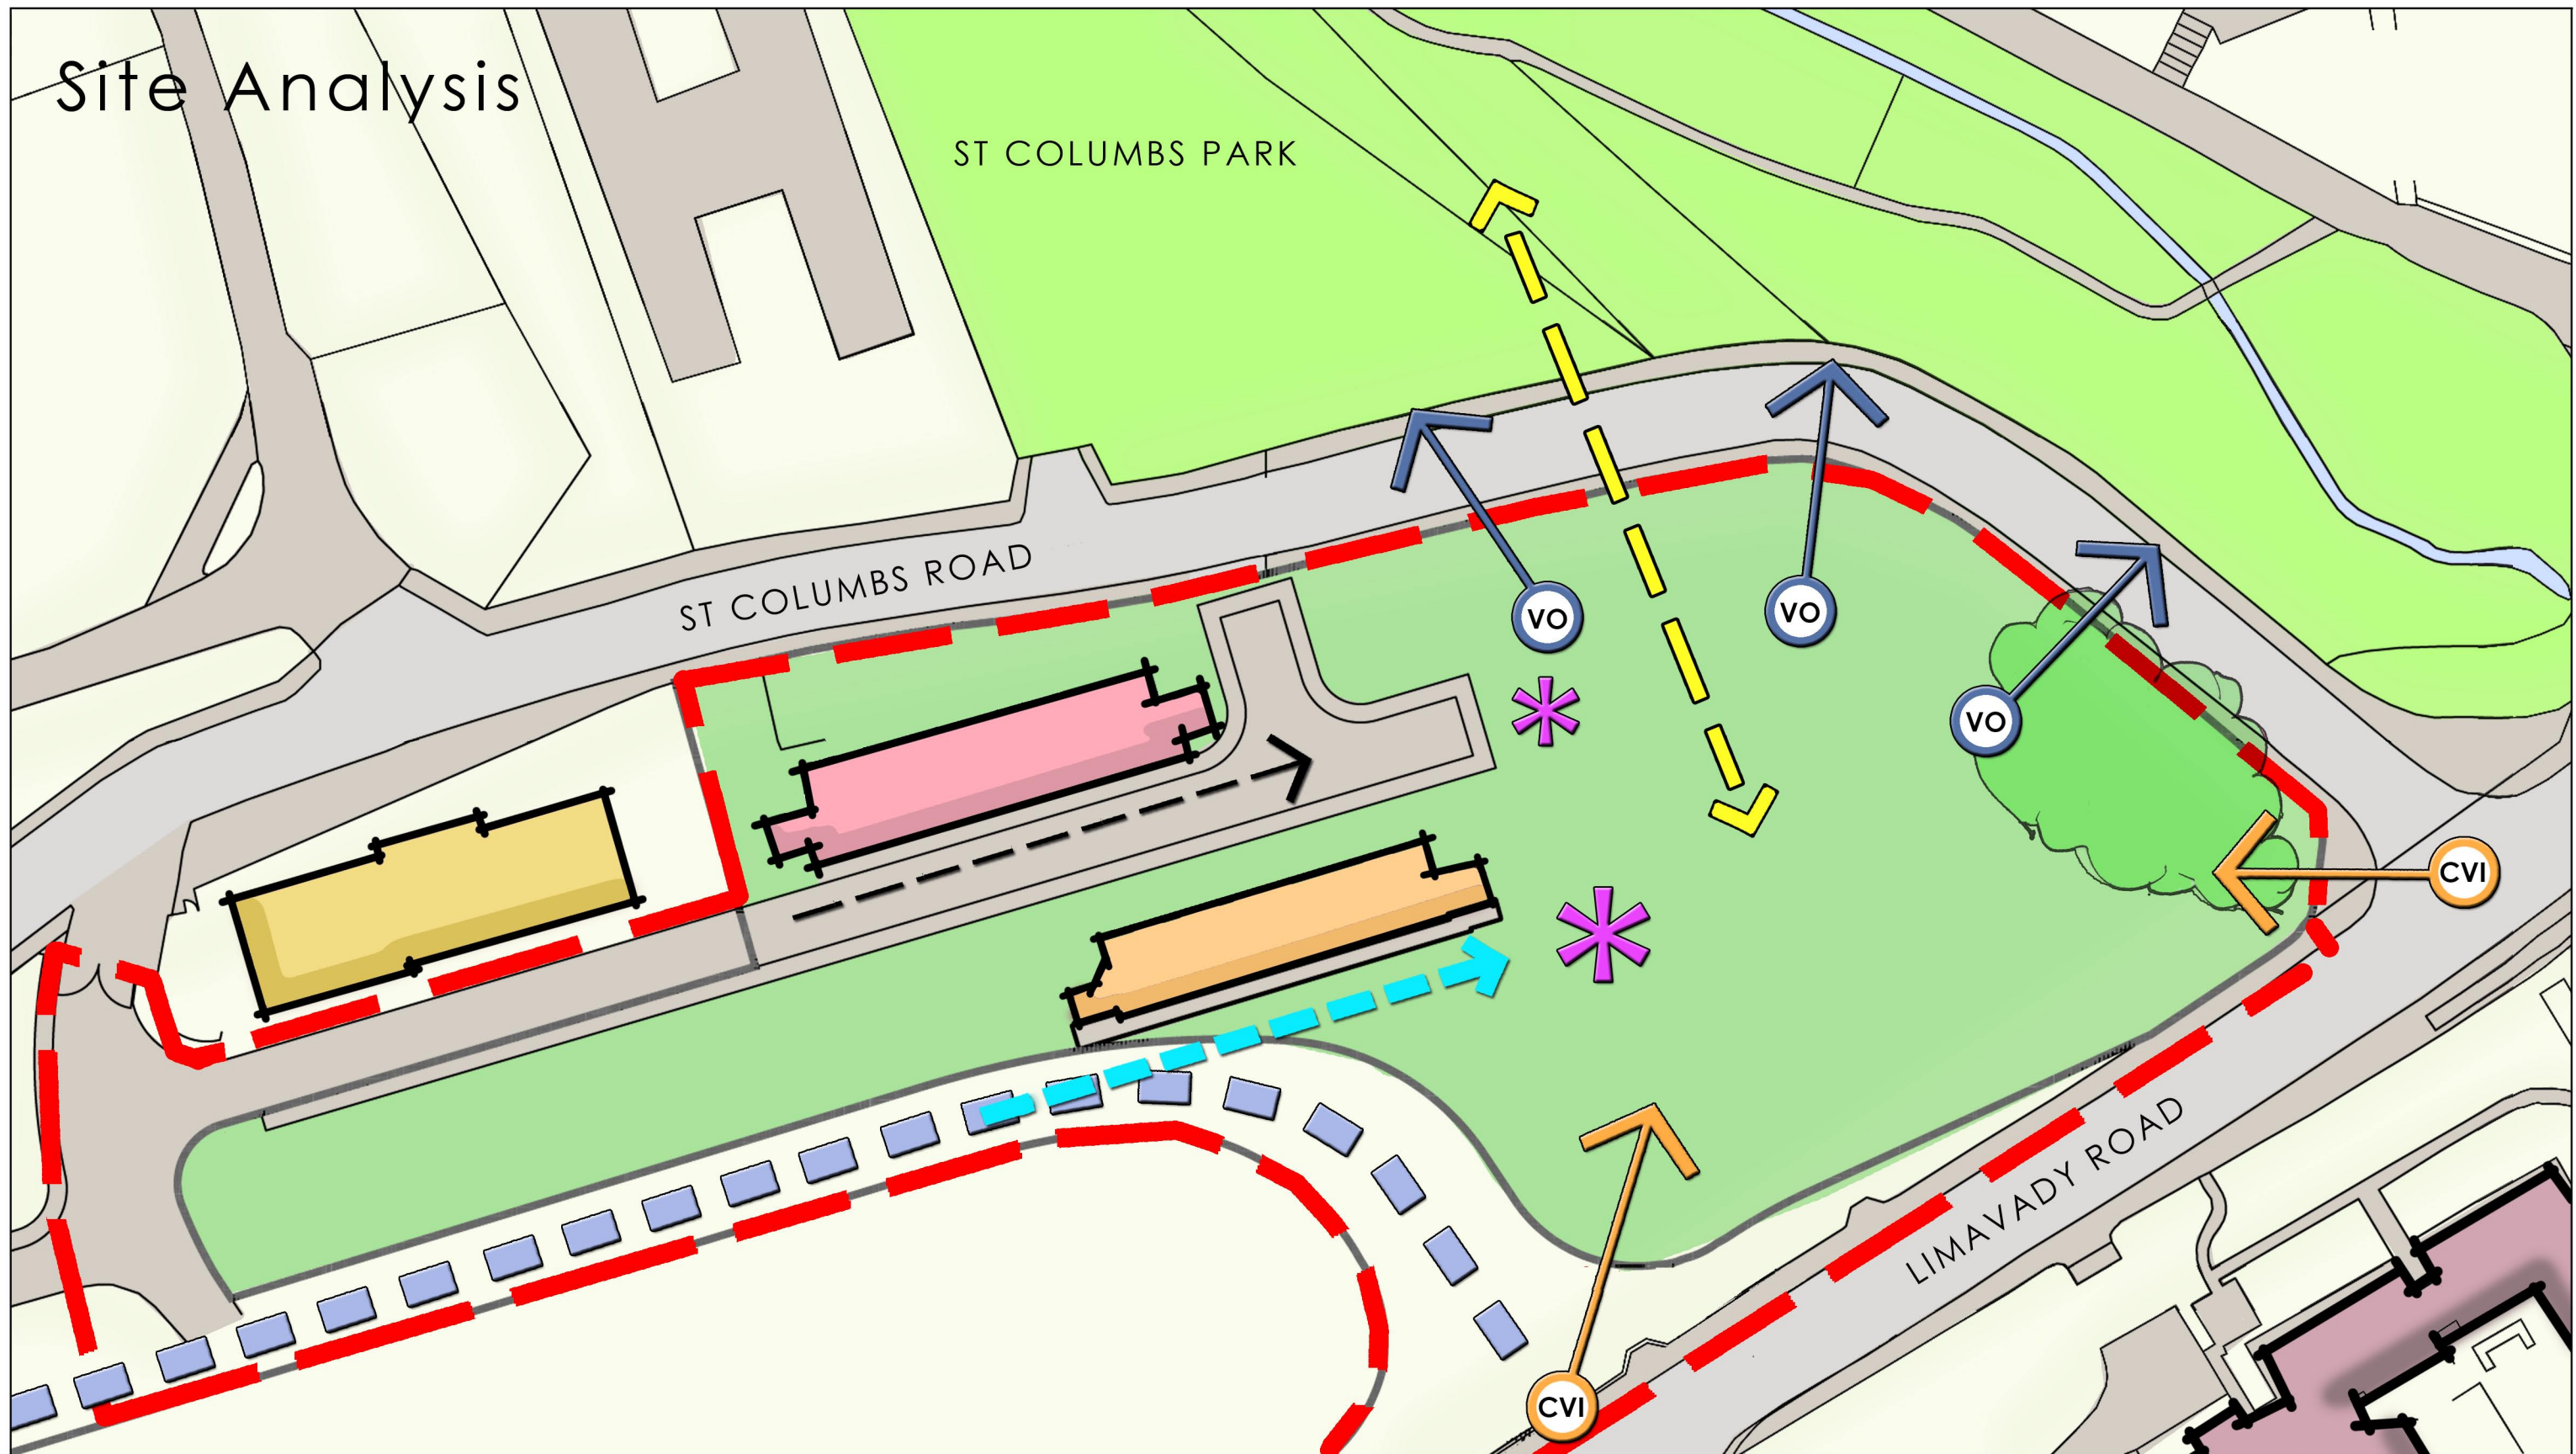 Site Analysis
ST COLUMBS PARK
ST COLUMBS ROAD
VO
VO
VO
CVI
LIMAVADY ROAD
CVI